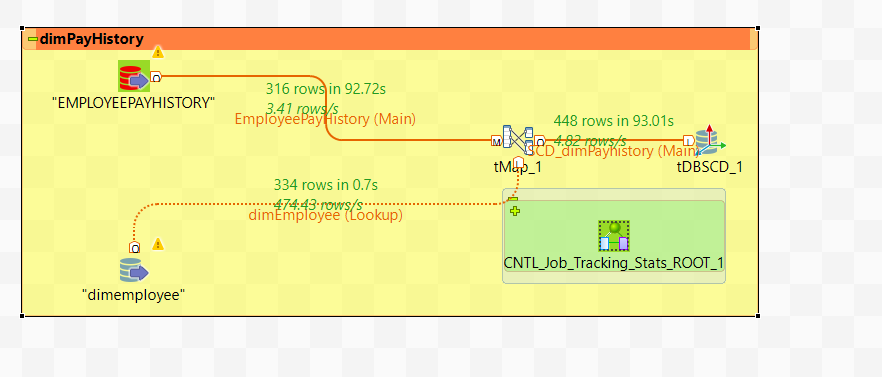 dimPayHistory
"EMPLOYEEPAYHISTORY"
316 rows in 92.72s
3.41 rows/s
EmployeePayHistory (Main)
448 rows in 93.01s
4.82 rows/s
SCD_dimPayhistory (Main)
tMap_1
tDBSCD_1
334 rows in 0.7s
474.43 rows/s
dimEmployee (Lookup)
"dimemployee"
CNTL_Job_Tracking_Stats_ROOT_1
O
M
O
I
L
O